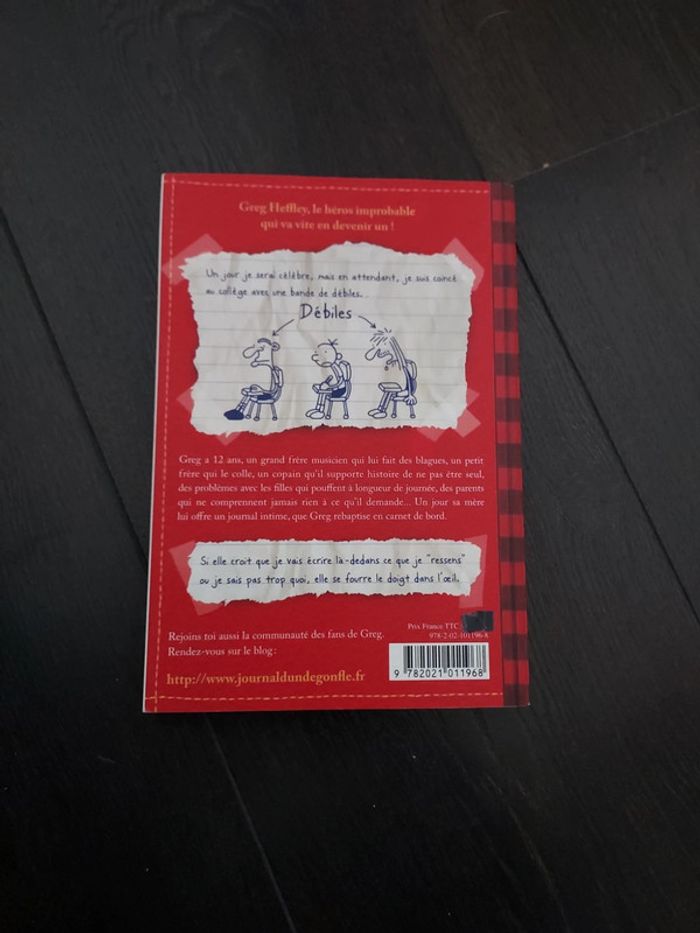 Greg Heffley, le héros improbable
qui va vite en devenir un !
Un jour je serai célèbre, mais en attendant, je suis coincé
au collège avec une bande de débiles...
Débiles
Greg a 12 ans, un grand frère musicien qui lui fait des blagues, un petit
frère qui le colle, un copain qu'il supporte histoire de ne pas être seul,
des problèmes avec les filles qui pouffent à longueur de journée, des parents
qui ne comprennent jamais rien à ce qu'il demande... Un jour sa mère
lui offre un journal intime, que Greg rebaptise en carnet de bord.
Si elle croit que je vais écrire là-dedans ce que je "ressens"
ou je sais pas trop quoi, elle se fourre le doigt dans l'œil.
Prix France TTC
978-2-02-101196-8
Rejoins toi aussi la communauté des fans de Greg.
Rendez-vous sur le blog :
http://www.journaldundegonfle.fr
9 782021 011968